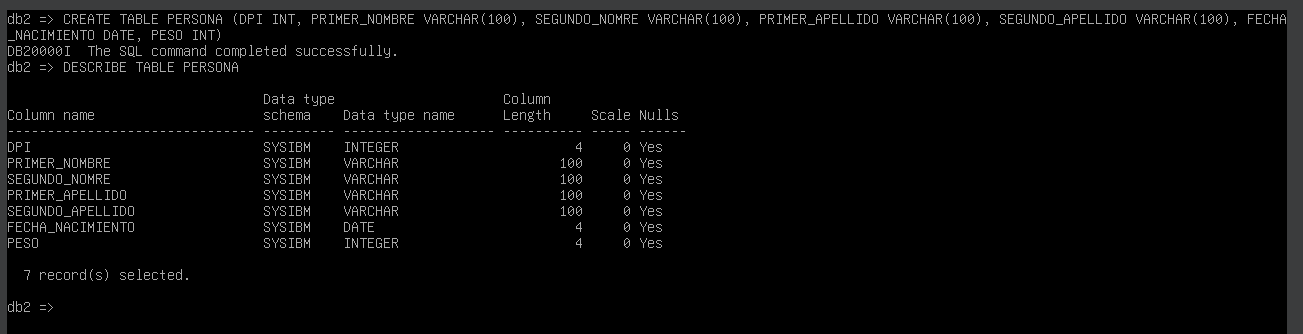 db2 => CREATE TABLE PERSONA (DPI INT, PRIMER_NOMBRE VARCHAR(100), SEGUNDO_NOMRE VARCHAR(100), PRIMER_APELLIDO VARCHAR(100), SEGUNDO_APELLIDO VARCHAR(100), FECHA
_NACIMIENTO DATE, PESO INT)
DB20000I  The SQL command completed successfully.
db2 => DESCRIBE TABLE PERSONA

                                Data type                     Column
Column name                     schema    Data type name      Length     Scale Nulls
------------------------------- --------- ------------------- ---------- ----- ------
DPI                             SYSIBM    INTEGER                      4     0 Yes
PRIMER_NOMBRE                   SYSIBM    VARCHAR                    100     0 Yes
SEGUNDO_NOMRE                   SYSIBM    VARCHAR                    100     0 Yes
PRIMER_APELLIDO                 SYSIBM    VARCHAR                    100     0 Yes
SEGUNDO_APELLIDO                SYSIBM    VARCHAR                    100     0 Yes
FECHA_NACIMIENTO                SYSIBM    DATE                         4     0 Yes
PESO                            SYSIBM    INTEGER                      4     0 Yes

  7 record(s) selected.

db2 =>